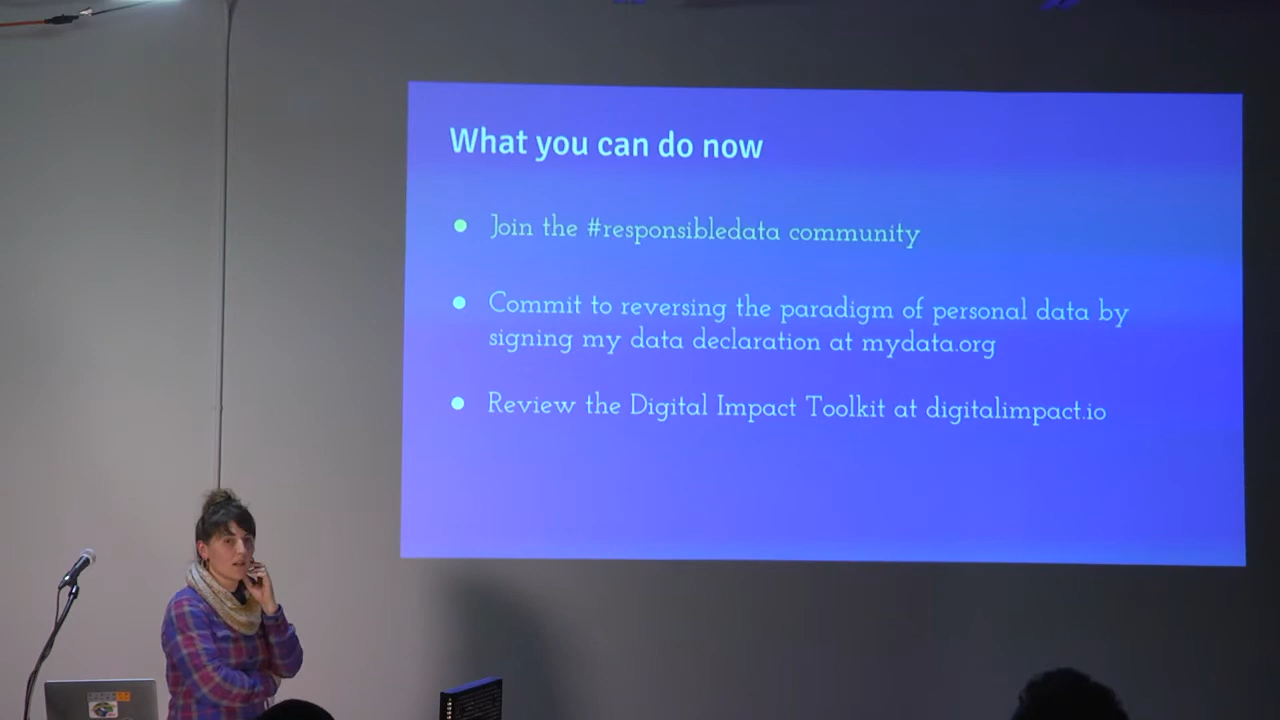 What you can do now
Join the #responsibledata community
Commit to reversing the paradigm of personal data by
signing my data declaration at mydata.org
Review the Digital Impact Toolkit at digitalimpact.io